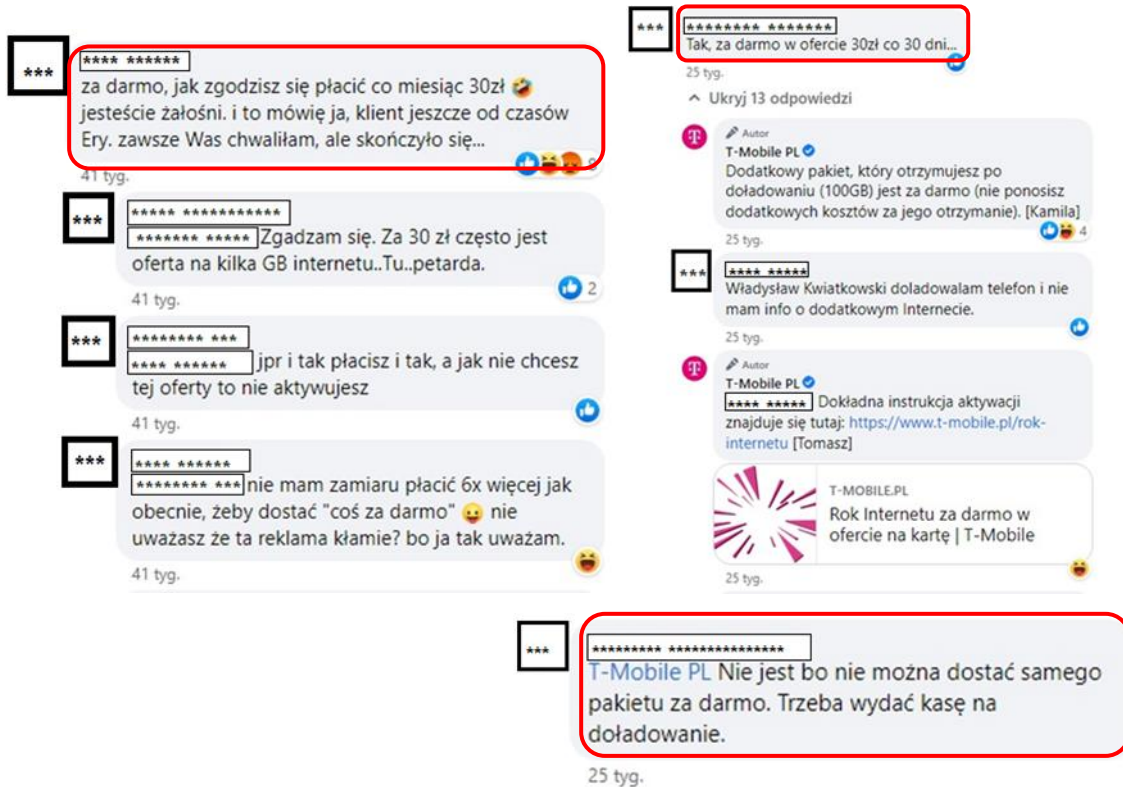 ***
**** ******
za darmo, jak zgodzisz się płacić co miesiąc 30zł 🤣
jesteście żałośni. i to mówię ja, klient jeszcze od czasów
Ery. zawsze Was chwaliłam, ale skończyło się...
41 tyg.
***
***** ***********
******* ***** Zgadzam się. Za 30 zł często jest
oferta na kilka GB internetu..Tu..petarda.
2
41 tyg.
***
******** ***
**** ****** jpr i tak płacisz i tak, a jak nie chcesz
tej oferty to nie aktywujesz
41 tyg.
***
**** ******
******** *** nie mam zamiaru płacić 6x więcej jak
obecnie, żeby dostać "coś za darmo" 😛 nie
uważasz że ta reklama kłamie? bo ja tak uważam.
41 tyg.
***
******** *******
Tak, za darmo w ofercie 30zł co 30 dni...
25 tyg.
Ukryj 13 odpowiedzi
Autor
T-Mobile PL
Dodatkowy pakiet, który otrzymujesz po
doładowaniu (100GB) jest za darmo (nie ponosisz
dodatkowych kosztów za jego otrzymanie). [Kamila]
4
25 tyg.
***
**** *****
Władysław Kwiatkowski doladowalam telefon i nie
mam info o dodatkowym Internecie.
25 tyg.
Autor
T-Mobile PL
**** ***** Dokładna instrukcja aktywacji
znajduje się tutaj: https://www.t-mobile.pl/rok-
internetu [Tomasz]
T-MOBILE.PL
Rok Internetu za darmo w
ofercie na kartę | T-Mobile
25 tyg.
***
********* ***************
T-Mobile PL Nie jest bo nie można dostać samego
pakietu za darmo. Trzeba wydać kasę na
doładowanie.
25 tyg.